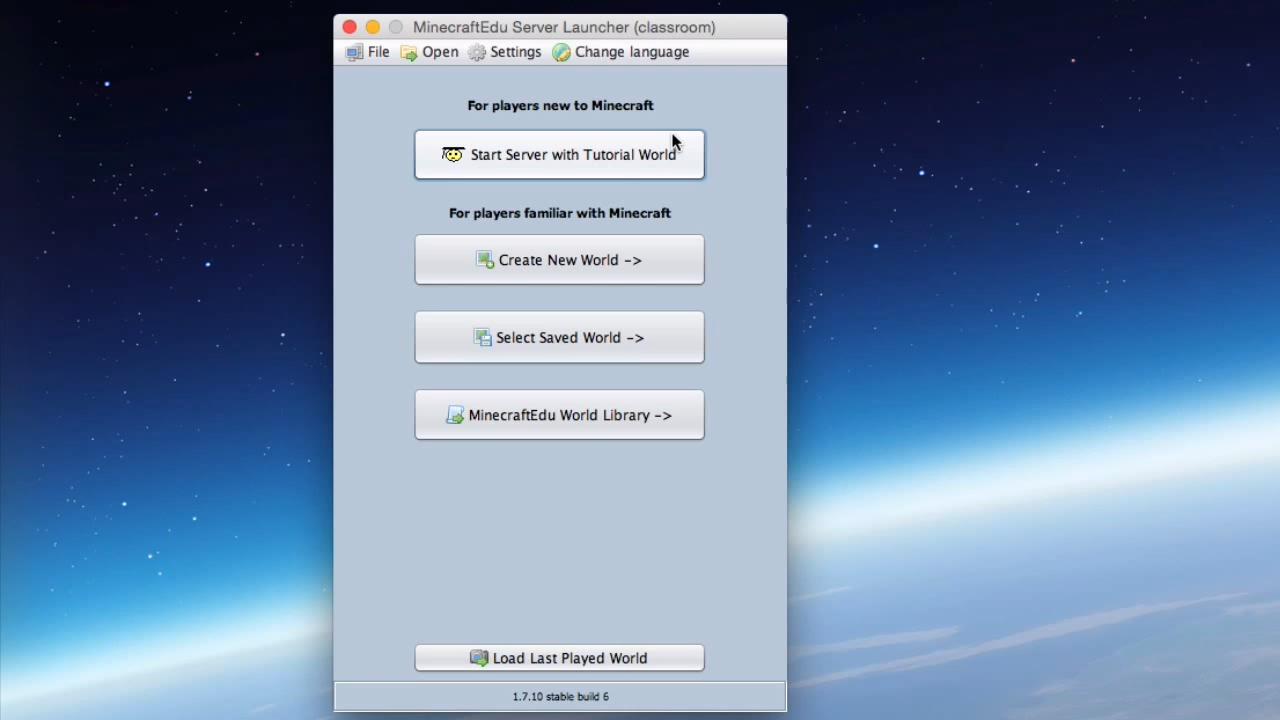 MinecraftEdu Server Launcher (classroom)
File Open Settings Change language
For players new to Minecraft
Start Server with Tutorial World
For players familiar with Minecraft
Create New World ->
Select Saved World ->
MinecraftEdu World Library ->
Load Last Played World
1.7.10 stable build 6